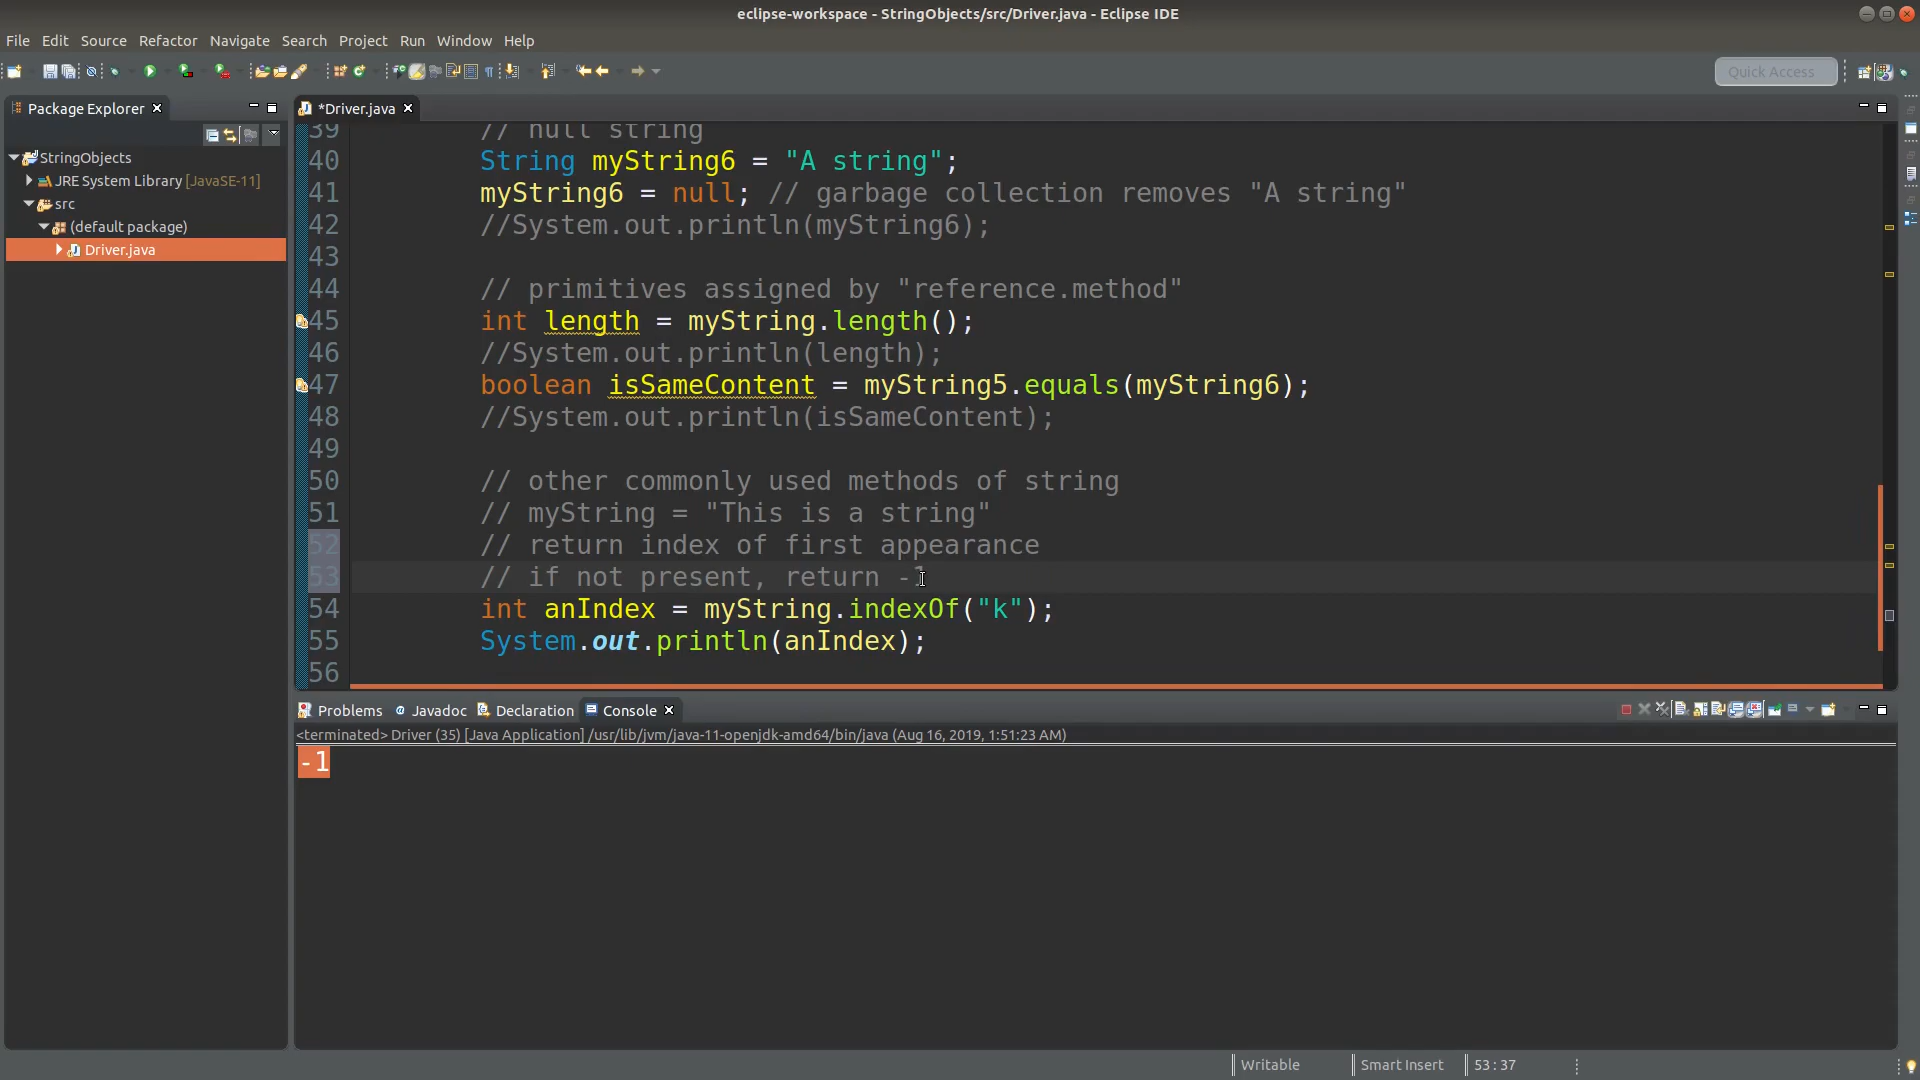 eclipse-workspace - StringObjects/src/Driver.java - Eclipse IDE
File Edit Source Refactor Navigate Search Project Run Window Help
Quick Access
Package Explorer
*Driver.java
StringObjects
JRE System Library [JavaSE-11]
src
(default package)
Driver.java
39 // null string
40 String myString6 = "A string";
41 myString6 = null; // garbage collection removes "A string"
42 //System.out.println(myString6);
43
44 // primitives assigned by "reference.method"
45 int length = myString.length();
46 //System.out.println(length);
47 boolean isSameContent = myString5.equals(myString6);
48 //System.out.println(isSameContent);
49
50 // other commonly used methods of string
51 // myString = "This is a string"
52 // return index of first appearance
53 // if not present, return -1
54 int anIndex = myString.indexOf("k");
55 System.out.println(anIndex);
56
Problems Javadoc Declaration Console
<terminated> Driver (35) [Java Application] /usr/lib/jvm/java-11-openjdk-amd64/bin/java (Aug 16, 2019, 1:51:23 AM)
-1
Writable Smart Insert 53 : 37